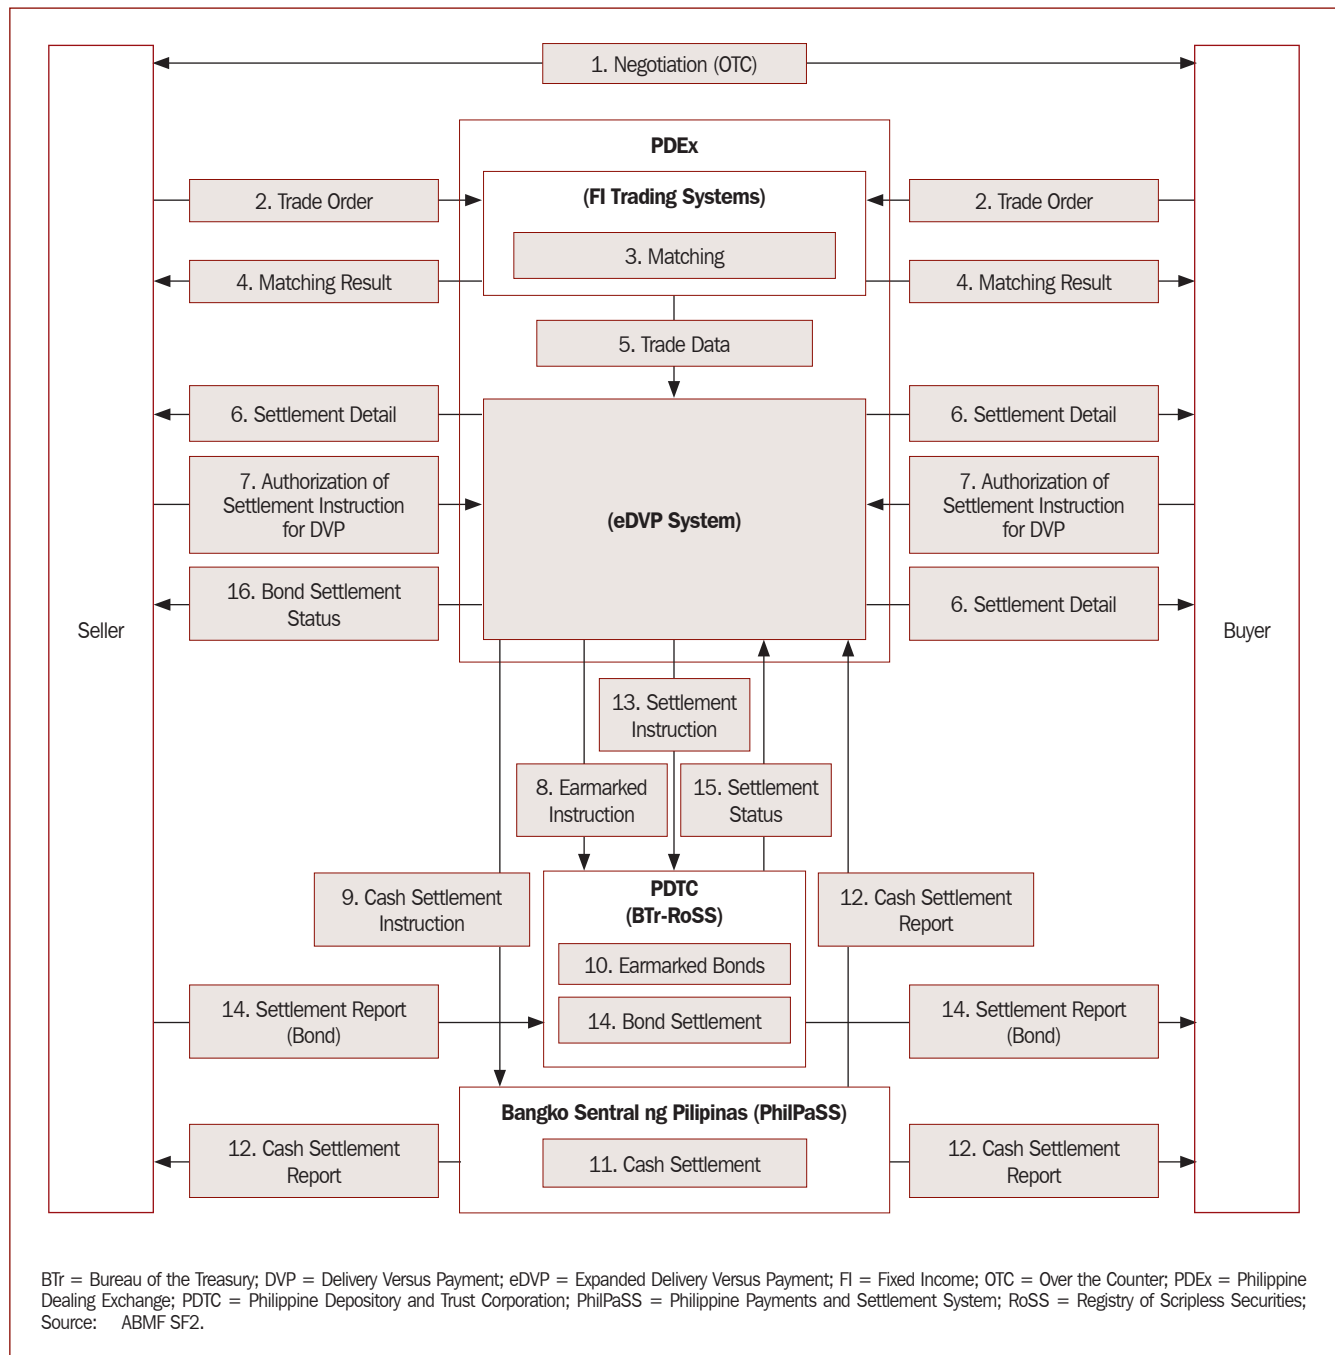 1. Negotiation (OTC)
PDEx
(FI Trading Systems)
2. Trade Order
2. Trade Order
3. Matching
4. Matching Result
4. Matching Result
5. Trade Data
6. Settlement Detail
6. Settlement Detail
7. Authorization of
Settlement Instruction
for DVP
(eDVP System)
7. Authorization of
Settlement Instruction
for DVP
16. Bond Settlement
Status
6. Settlement Detail
Seller
Buyer
13. Settlement
Instruction
8. Earmarked
Instruction
15. Settlement
Status
9. Cash Settlement
Instruction
PDTC
(BTr-RoSS)
12. Cash Settlement
Report
10. Earmarked Bonds
14. Settlement Report
(Bond)
14. Bond Settlement
14. Settlement Report
(Bond)
Bangko Sentral ng Pilipinas (PhilPaSS)
12. Cash Settlement
Report
11. Cash Settlement
12. Cash Settlement
Report
BTr = Bureau of the Treasury; DVP = Delivery Versus Payment; eDVP = Expanded Delivery Versus Payment; FI = Fixed Income; OTC = Over the Counter; PDEx = Philippine
Dealing Exchange; PDTC = Philippine Depository and Trust Corporation; PhilPaSS = Philippine Payments and Settlement System; RoSS = Registry of Scripless Securities;
Source: ABMF SF2.